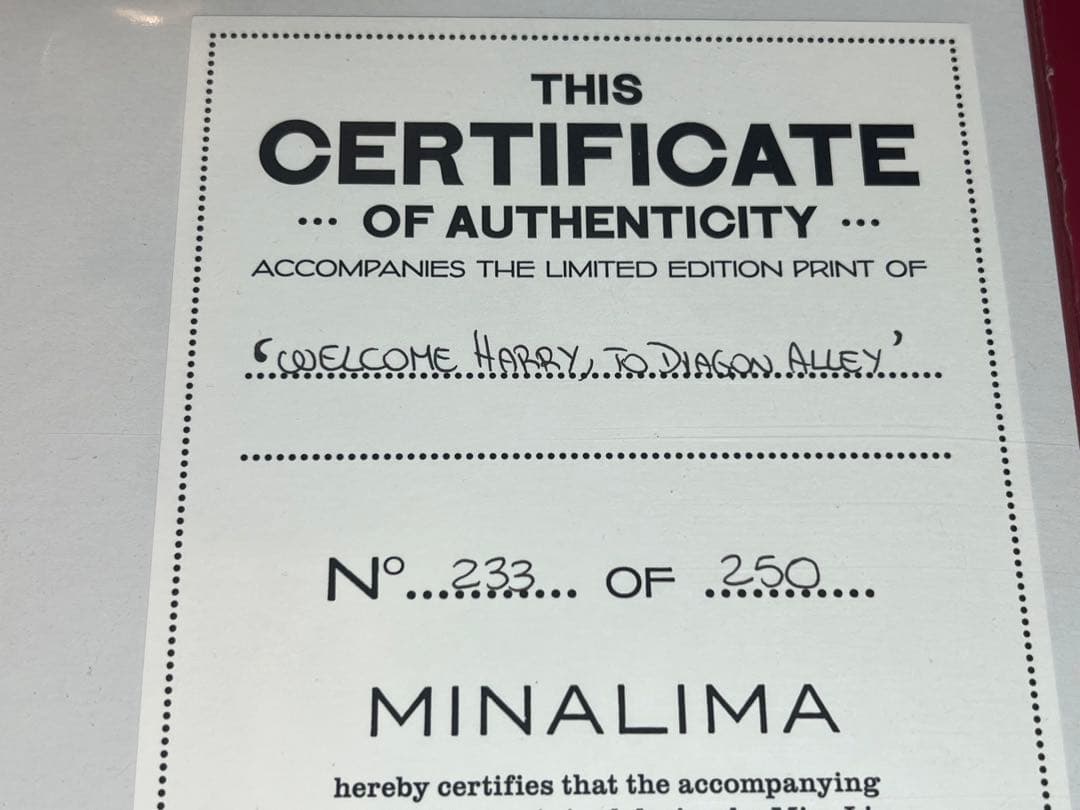 THIS
CERTIFICATE
... OF AUTHENTICITY ...
ACCOMPANIES THE LIMITED EDITION PRINT OF
‘WELCOME HARRY, TO DIAGON ALLEY’
Nº...233... OF .250....
MINALIMA
hereby certifies that the accompanying